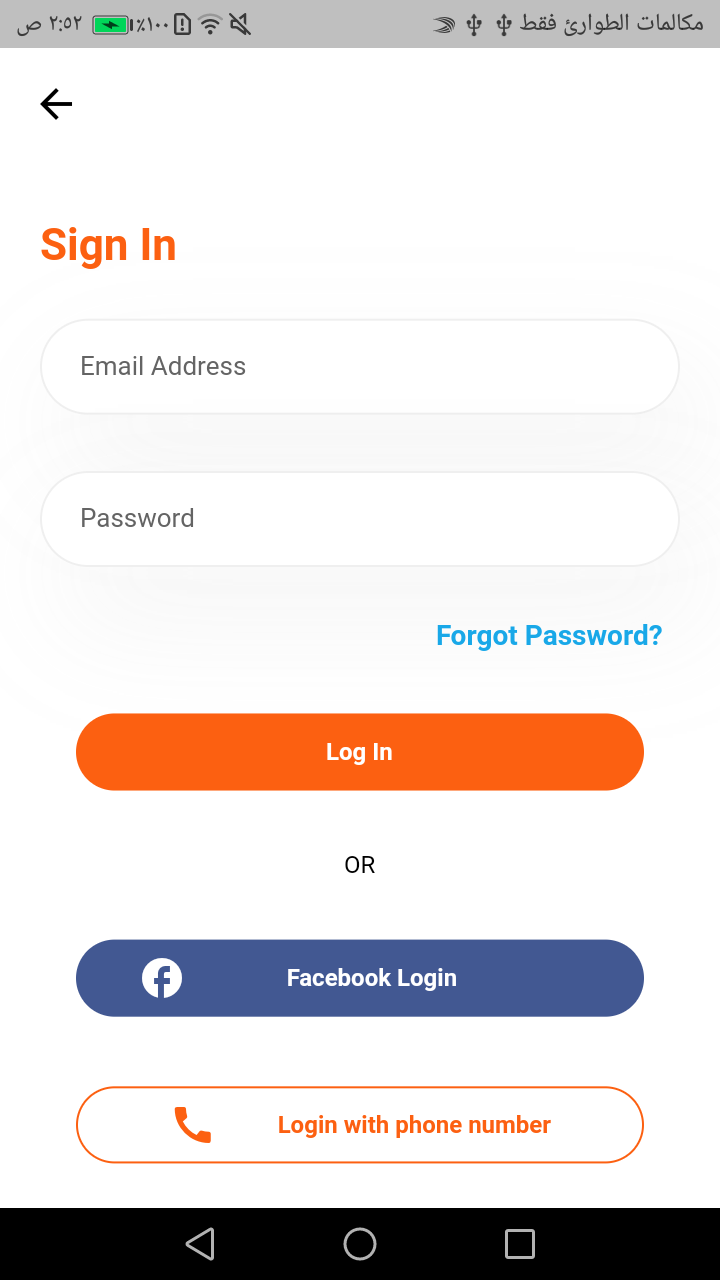 مكالمات الطوارئ فقط
٪١٠٠ ٢:٥٢ ص
Sign In
Email Address
Password
Forgot Password?
Log In
OR
Facebook Login
Login with phone number